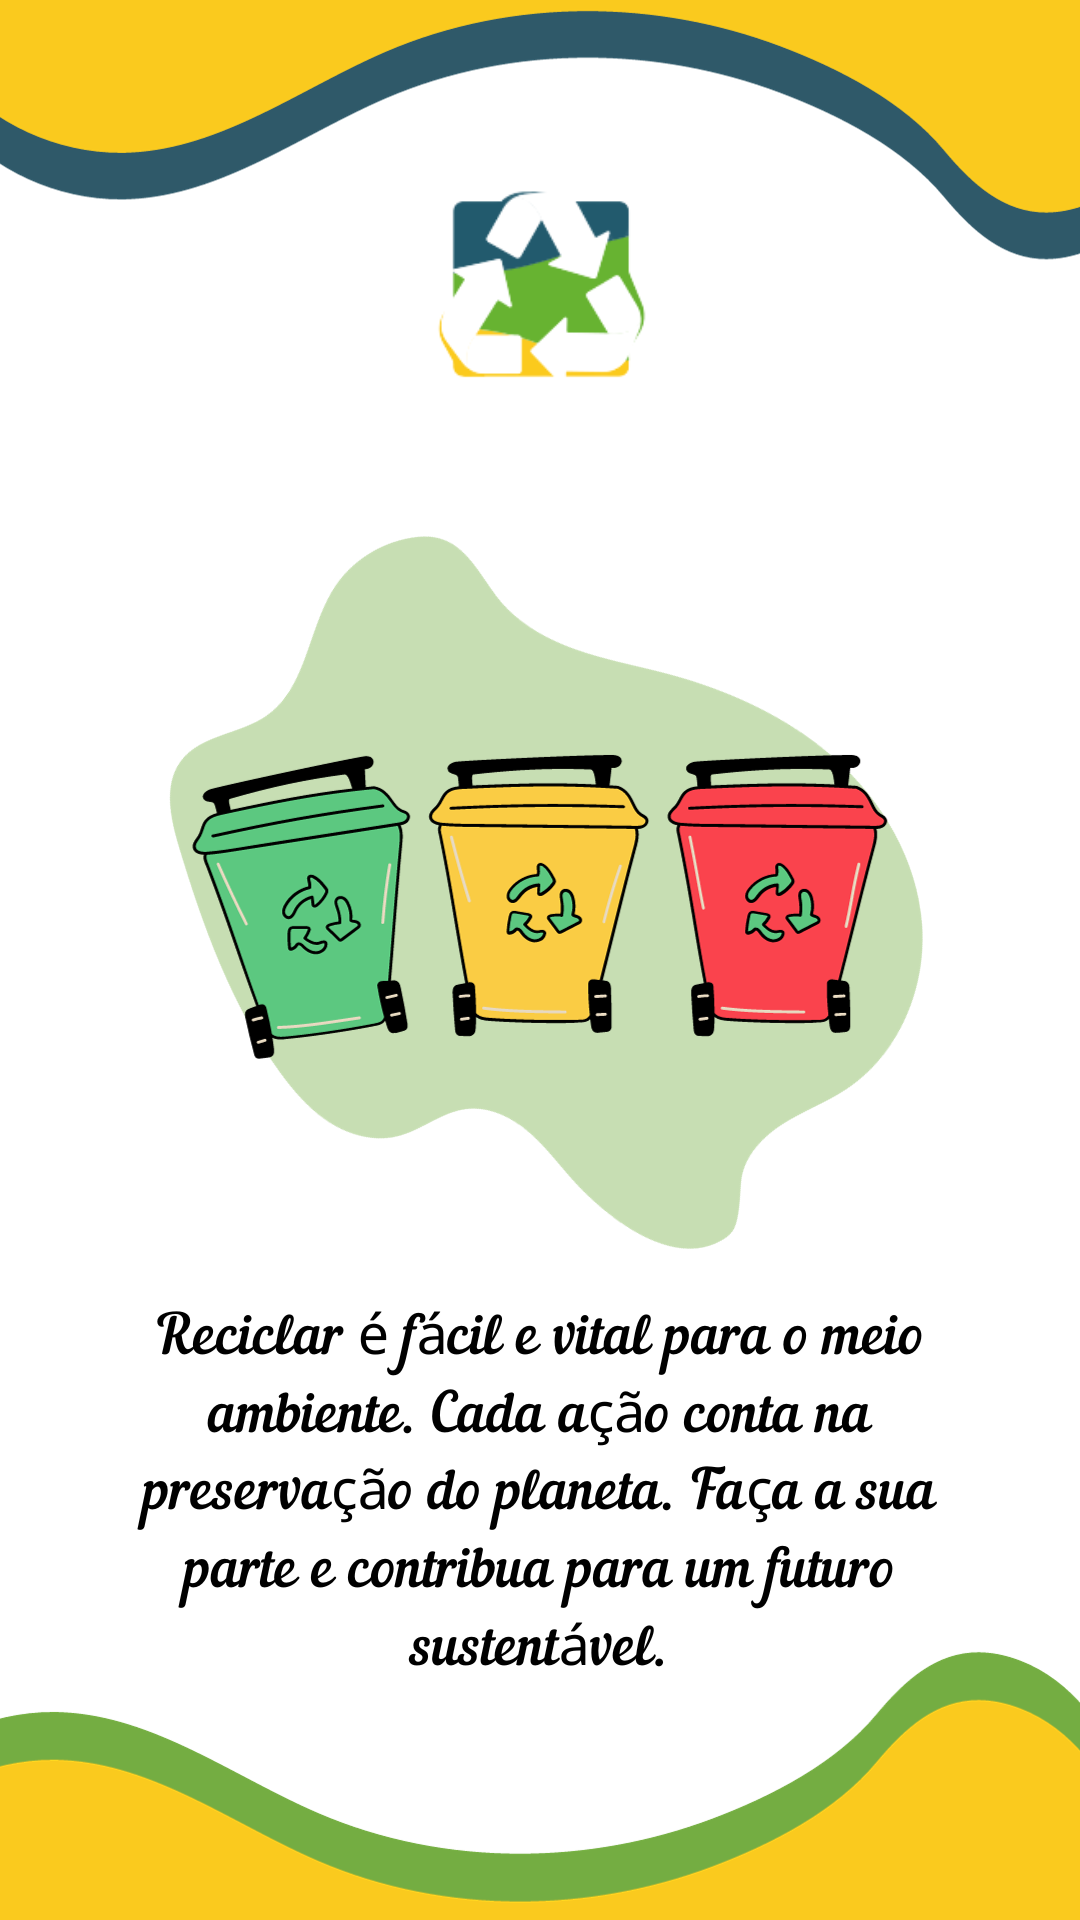 Reciclar é fácil e vital para o meio
ambiente. Cada ação conta na
preservação do planeta. Faça a sua
parte e contribua para um futuro
sustentável.